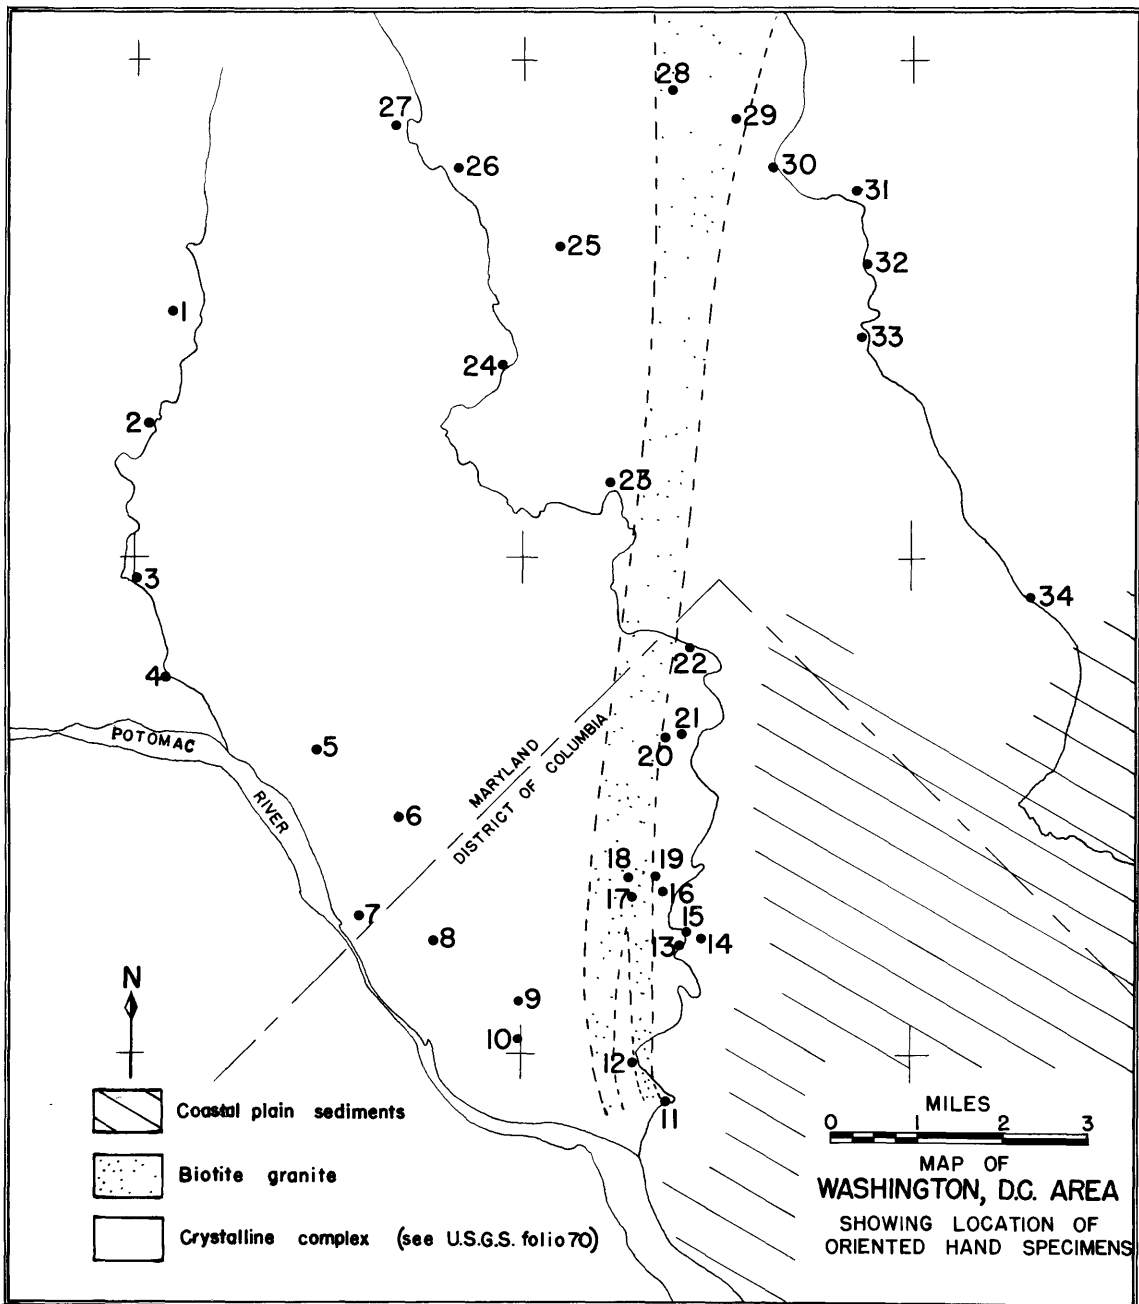 28
27
29
26
30
31
25
32
1
33
24
2
23
3
34
4
22
POTOMAC
5
21
20
MARYLAND
RIVER
6
DISTRICT OF COLUMBIA
18
19
17
16
7
15
8
13
14
N
9
10
12
11
Coastal plain sediments
Biotite granite
Crystalline complex (see U.S.G.S. folio 70)
MILES
0 1 2 3
MAP OF
WASHINGTON, D.C. AREA
SHOWING LOCATION OF
ORIENTED HAND SPECIMENS